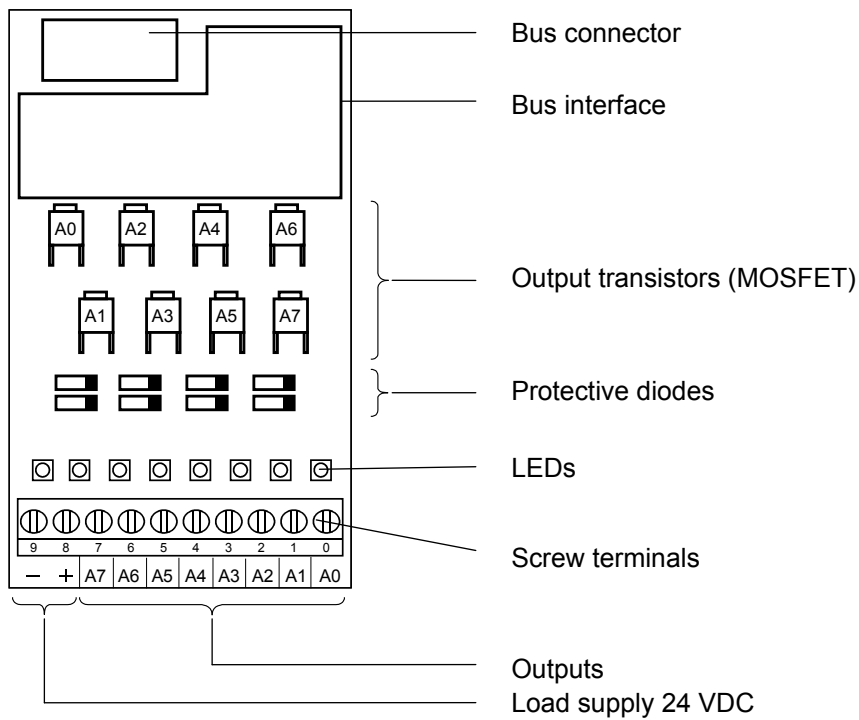 Bus connector
Bus interface
A0 A2 A4 A6
Output transistors (MOSFET)
A1 A3 A5 A7
Protective diodes
LEDs
9 8 7 6 5 4 3 2 1 0
Screw terminals
– + A7 A6 A5 A4 A3 A2 A1 A0
Outputs
Load supply 24 VDC